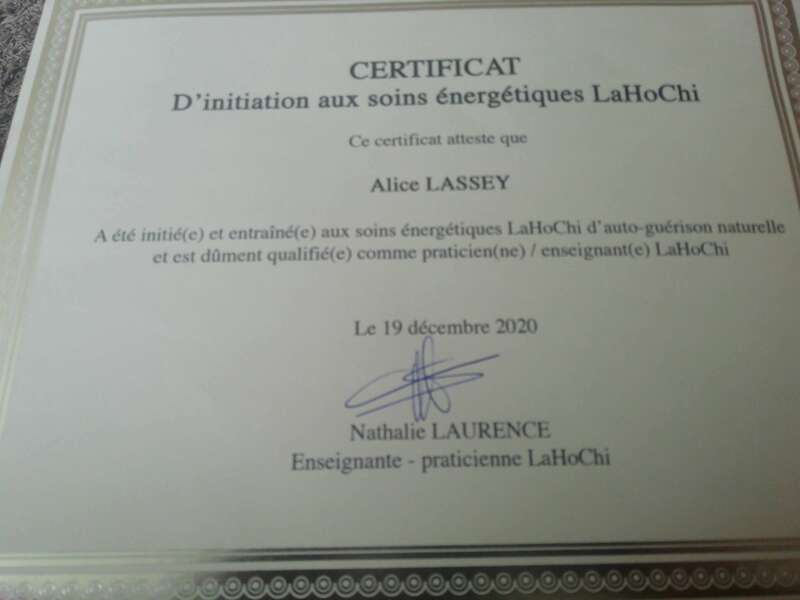 CERTIFICAT
D'initiation aux soins énergétiques LaHoChi
Ce certificat atteste que
Alice LASSEY
A été initié(e) et entraîné(e) aux soins énergétiques LaHoChi d'auto-guérison naturelle
et est dûment qualifié(e) comme praticien(ne) / enseignant(e) LaHoChi
Le 19 décembre 2020
Nathalie LAURENCE
Enseignante - praticienne LaHoChi